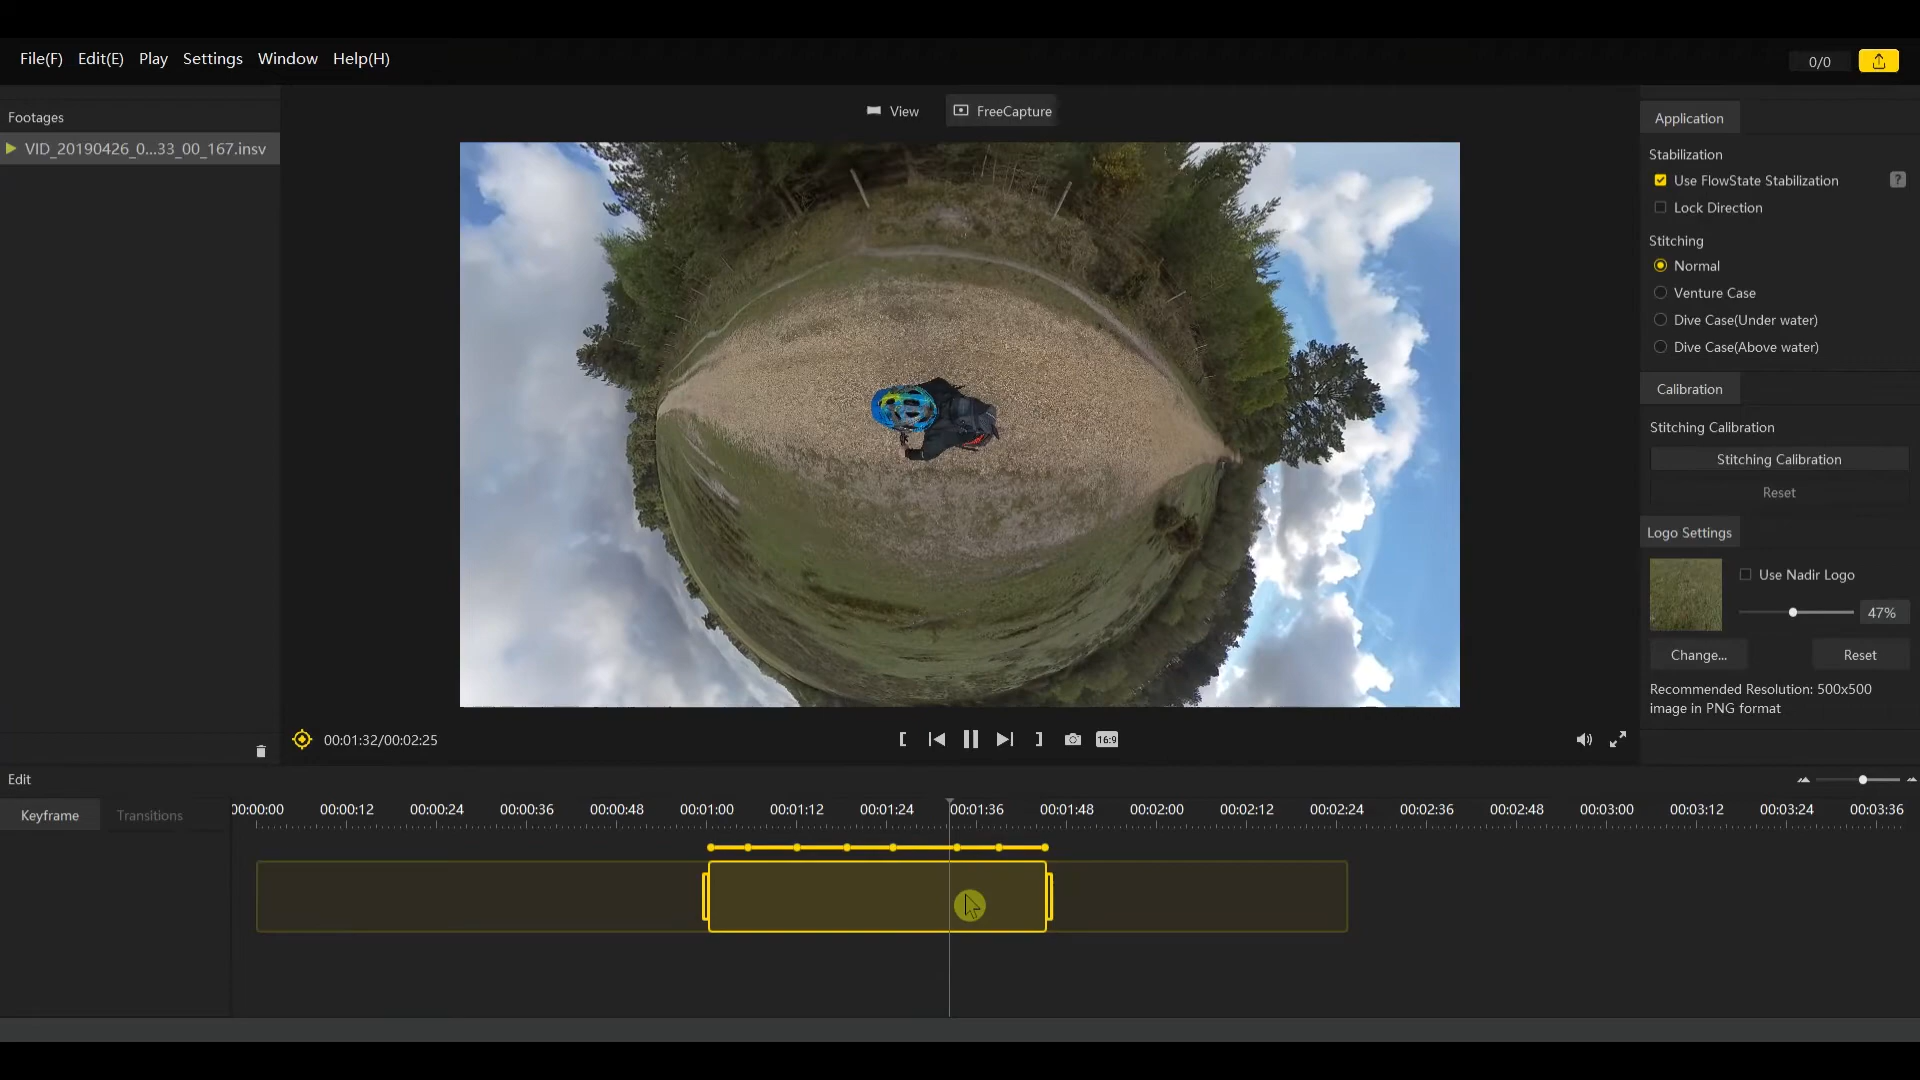 File(F) Edit(E) Play Settings Window Help(H)
0/0
Footages
VID_20190426_0...33_00_167.insv
View FreeCapture
Application
Stabilization
Use FlowState Stabilization ?
Lock Direction
Stitching
Normal
Venture Case
Dive Case(Under water)
Dive Case(Above water)
Calibration
Stitching Calibration
Stitching Calibration
Reset
Logo Settings
Use Nadir Logo
47%
Change... Reset
Recommended Resolution: 500x500
image in PNG format
00:01:32/00:02:25
16:9
Edit
Keyframe Transitions
00:00:00 00:00:12 00:00:24 00:00:36 00:00:48 00:01:00 00:01:12 00:01:24 00:01:36 00:01:48 00:02:00 00:02:12 00:02:24 00:02:36 00:02:48 00:03:00 00:03:12 00:03:24 00:03:36